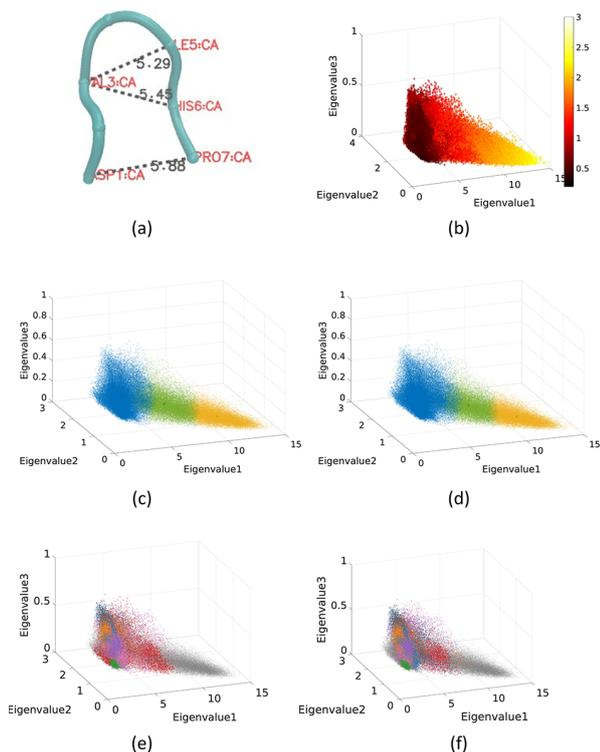 LE5:CA
5.29
AL3:CA
5.45
HIS6:CA
5.88
PRO7:CA
ASP1:CA
(a)
Eigenvalue3
1
0.5
0
4
2
0
Eigenvalue2
0
5
10
15
Eigenvalue1
3
2.5
2
1.5
1
0.5
(b)
Eigenvalue3
1
0.8
0.6
0.4
0.2
0
3
2
1
0
Eigenvalue2
0
5
10
15
Eigenvalue1
(c)
Eigenvalue3
1
0.8
0.6
0.4
0.2
0
3
2
1
0
Eigenvalue2
0
5
10
15
Eigenvalue1
(d)
Eigenvalue3
1
0.5
0
3
2
1
0
Eigenvalue2
0
5
10
15
Eigenvalue1
(e)
Eigenvalue3
1
0.5
0
3
2
1
0
Eigenvalue2
0
5
10
15
Eigenvalue1
(f)